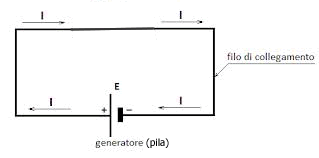 I I
filo di collegamento
E
I + − I
generatore (pila)